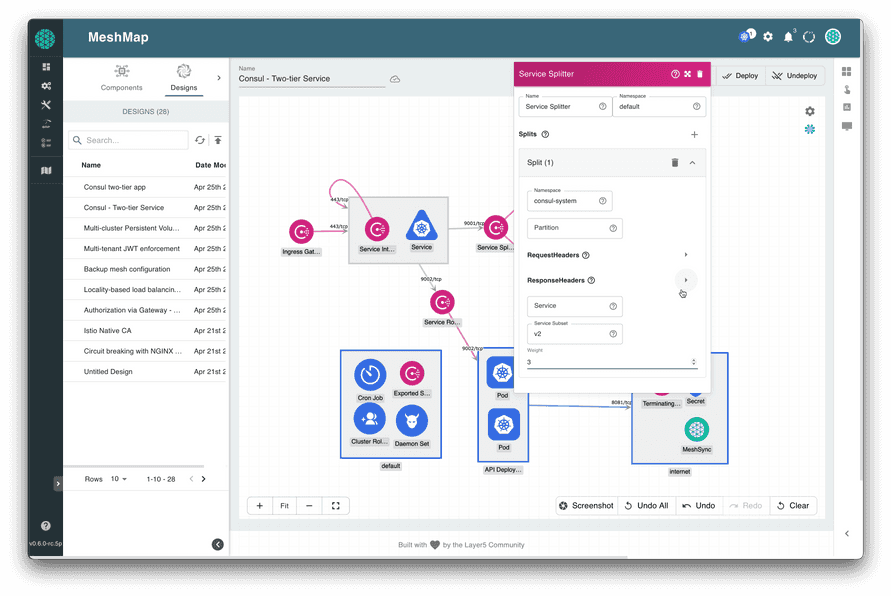 MeshMap
1
3
Components
Designs
DESIGNS (28)
Search...
Name
Date Mo
Consul two-tier app
Apr 25th 2
Consul - Two-tier Service
Apr 25th 2
Multi-cluster Persistent Volu...
Apr 25th 2
Multi-tenant JWT enforcement
Apr 25th 2
Backup mesh configuration
Apr 25th 2
Locality-based load balancin...
Apr 25th 2
Authorization via Gateway - ...
Apr 25th 2
Istio Native CA
Apr 21st 2
Circuit breaking with NGINX ...
Apr 21st 2
Untitled Design
Apr 21st 2
Rows
10
1-10 - 28
Name
Consul - Two-tier Service
Deploy
Undeploy
Service Splitter
Name
Service Splitter
Namespace
default
Splits
Split (1)
Namespace
consul-system
Partition
RequestHeaders
ResponseHeaders
Service
Service Subset
v2
Weight
3
443/tcp
443/tcp
Ingress Gat...
Service Int...
Service
9001/tcp
Service Spl...
9002/tcp
Service Ro...
9002/tcp
Cron Job
Exported S...
Cluster Rol...
Daemon Set
default
Pod
Pod
API Deploy...
8081/tcp
Terminating...
Secret
MeshSync
internet
Fit
Screenshot
Undo All
Undo
Redo
Clear
Built with
by the Layer5 Community
v0.6.0-rc.5p